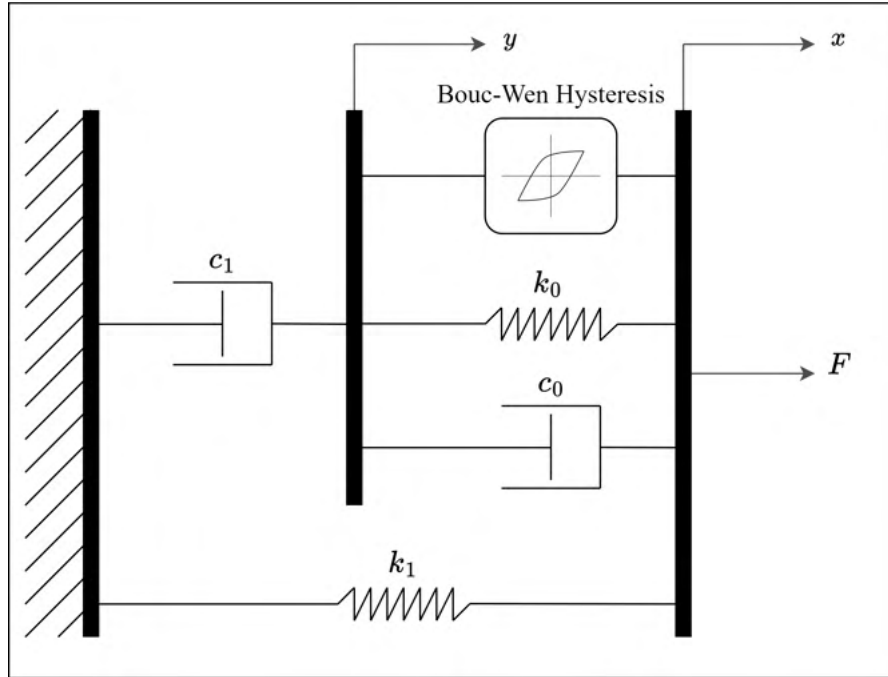 y
x
Bouc-Wen Hysteresis
c₁
k₀
F
c₀
k₁